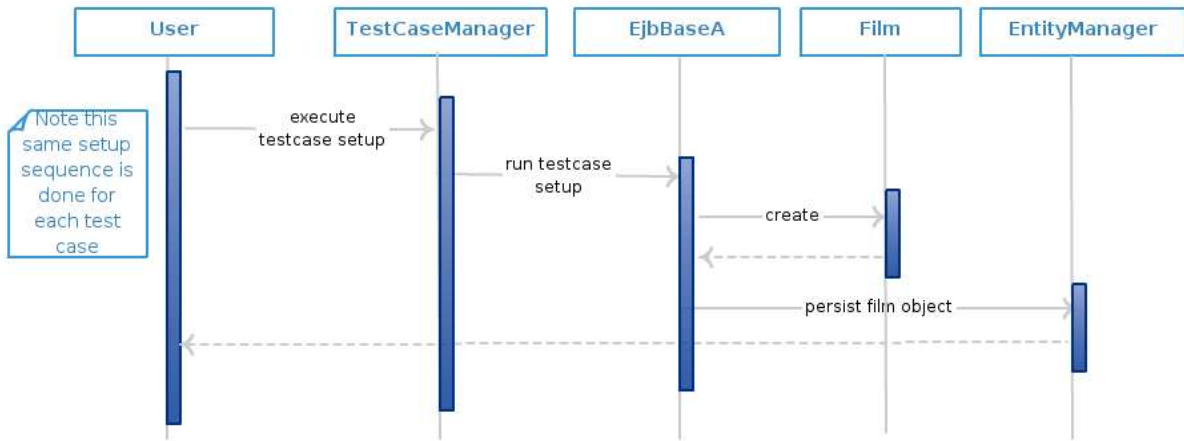 User
TestCaseManager
EjbBaseA
Film
EntityManager
Note this
same setup
sequence is
done for
each test
case
execute
testcase setup
run testcase
setup
create
persist film object